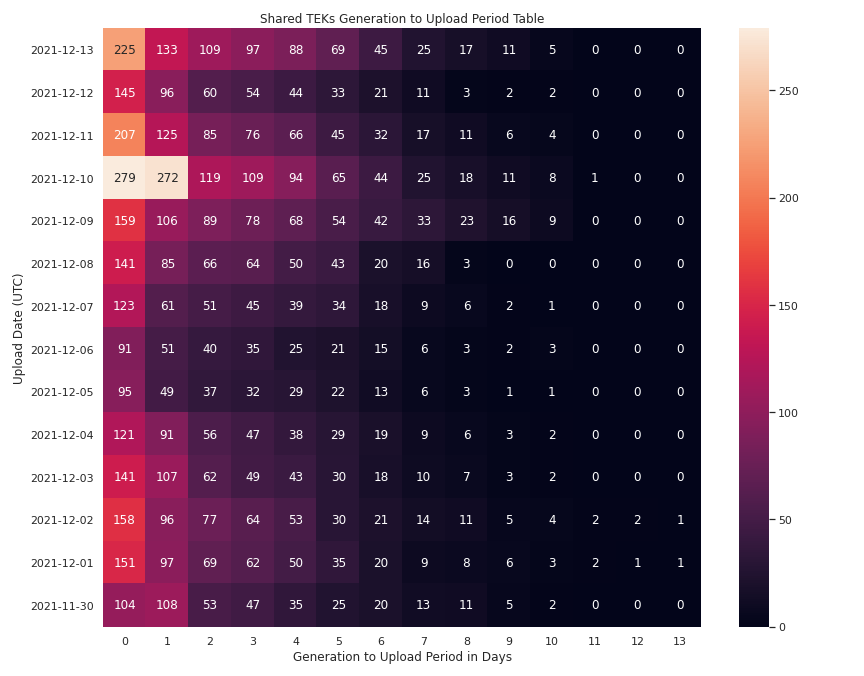 Shared TEKs Generation to Upload Period Table
Upload Date (UTC)
2021-12-13 225 133 109 97 88 69 45 25 17 11 5 0 0 0
2021-12-12 145 96 60 54 44 33 21 11 3 2 2 0 0 0
2021-12-11 207 125 85 76 66 45 32 17 11 6 4 0 0 0
2021-12-10 279 272 119 109 94 65 44 25 18 11 8 1 0 0
2021-12-09 159 106 89 78 68 54 42 33 23 16 9 0 0 0
2021-12-08 141 85 66 64 50 43 20 16 3 0 0 0 0 0
2021-12-07 123 61 51 45 39 34 18 9 6 2 1 0 0 0
2021-12-06 91 51 40 35 25 21 15 6 3 2 3 0 0 0
2021-12-05 95 49 37 32 29 22 13 6 3 1 1 0 0 0
2021-12-04 121 91 56 47 38 29 19 9 6 3 2 0 0 0
2021-12-03 141 107 62 49 43 30 18 10 7 3 2 0 0 0
2021-12-02 158 96 77 64 53 30 21 14 11 5 4 2 2 1
2021-12-01 151 97 69 62 50 35 20 9 8 6 3 2 1 1
2021-11-30 104 108 53 47 35 25 20 13 11 5 2 0 0 0
0 1 2 3 4 5 6 7 8 9 10 11 12 13
Generation to Upload Period in Days
250
200
150
100
50
0